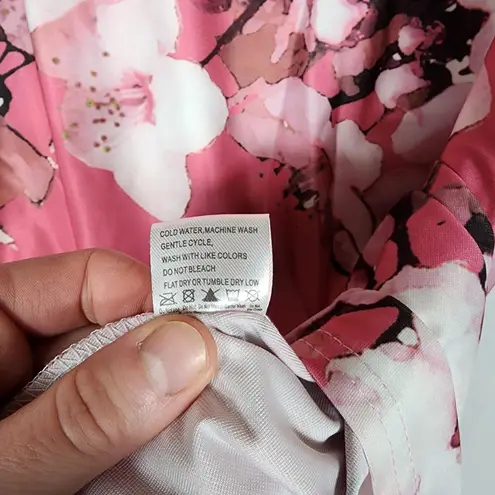 COLD WATER,MACHINE WASH
GENTLE CYCLE,
WASH WITH LIKE COLORS
DO NOT BLEACH
FLAT DRY OR TUMBLE DRY LOW